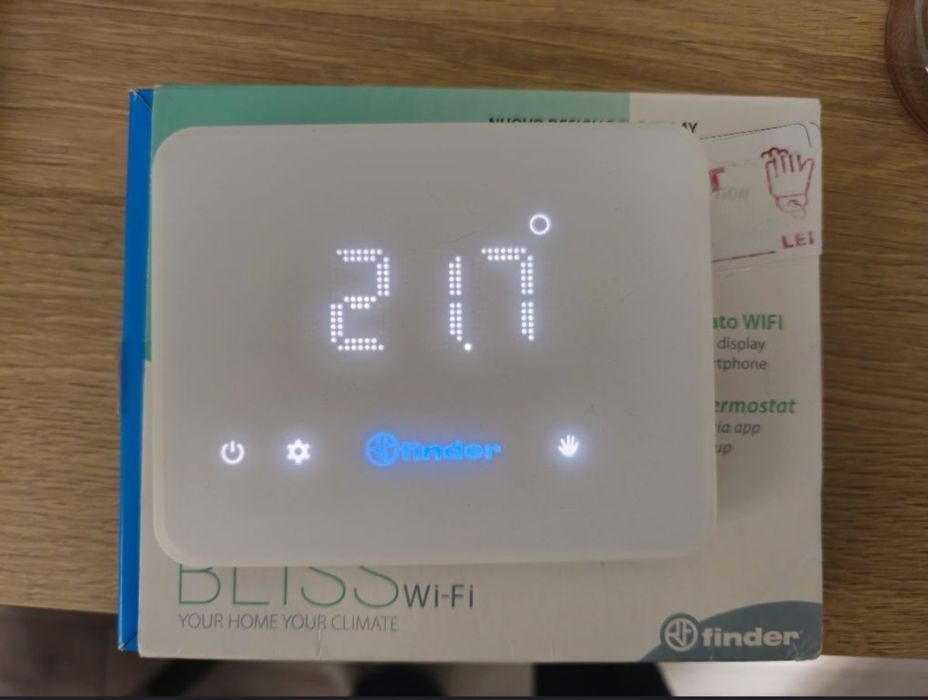 21.7°
finder
T
LEI
ato WIFI
display
rtphone
ermostat
ia app
up
BLISS Wi-Fi
YOUR HOME YOUR CLIMATE
finder